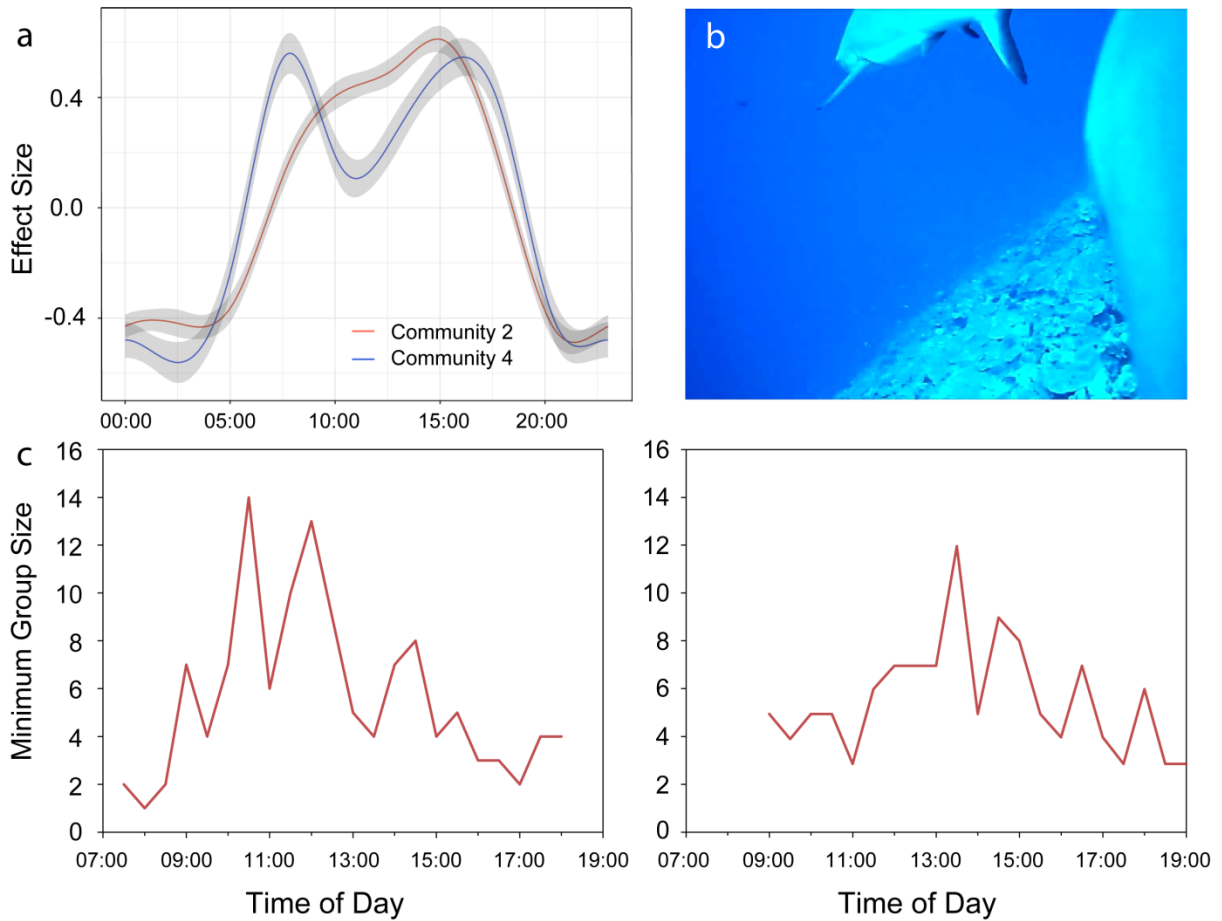 a
Effect Size
0.4
0.0
-0.4
Community 2
Community 4
00:00 05:00 10:00 15:00 20:00
b
c
Minimum Group Size
16
14
12
10
8
6
4
2
0
07:00 09:00 11:00 13:00 15:00 17:00 19:00
Time of Day
16
14
12
10
8
6
4
2
0
07:00 09:00 11:00 13:00 15:00 17:00 19:00
Time of Day